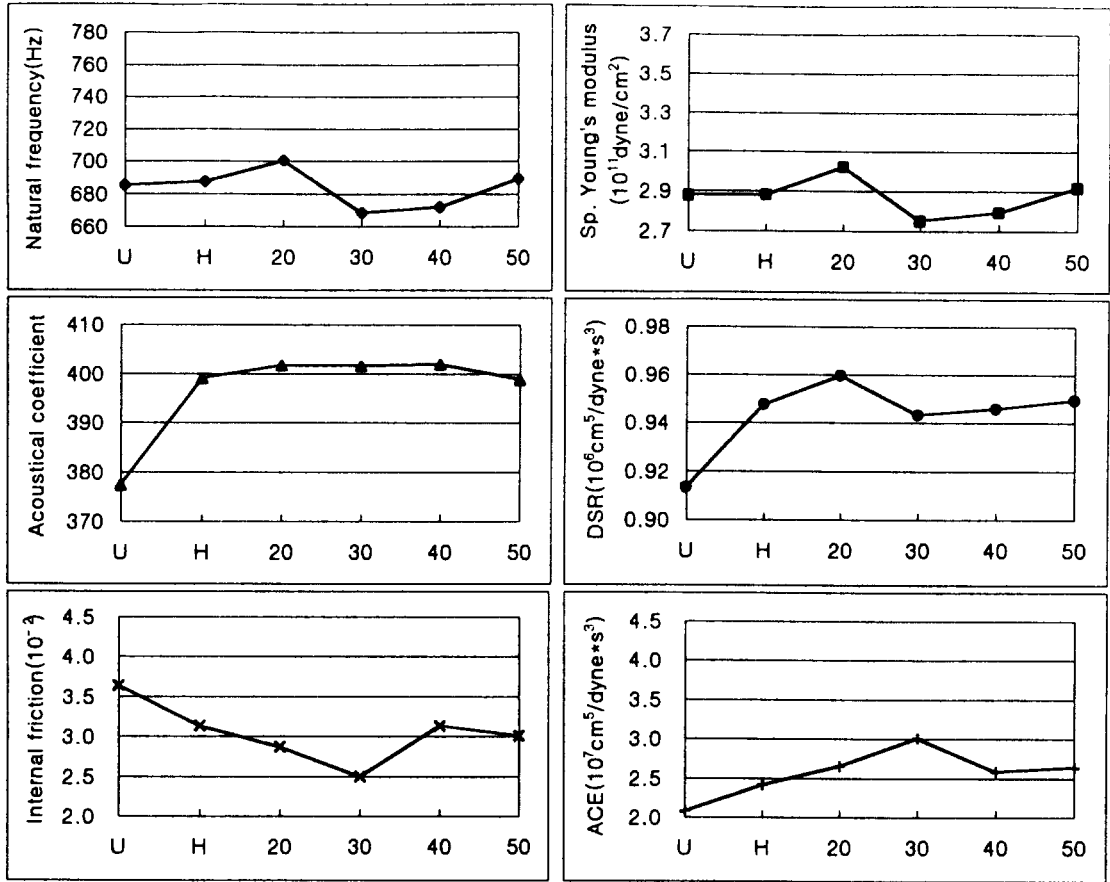 Natural frequency(Hz)
780
760
740
720
700
680
660
U H 20 30 40 50
Sp. Young's modulus
(10¹¹dyne/cm²)
3.7
3.5
3.3
3.1
2.9
2.7
U H 20 30 40 50
Acoustical coefficient
410
400
390
380
370
U H 20 30 40 50
DSR(10⁶cm⁵/dyne*s³)
0.98
0.96
0.94
0.92
0.90
U H 20 30 40 50
Internal friction(10⁻²)
4.5
4.0
3.5
3.0
2.5
2.0
U H 20 30 40 50
ACE(10⁷cm⁵/dyne*s³)
4.5
4.0
3.5
3.0
2.5
2.0
U H 20 30 40 50